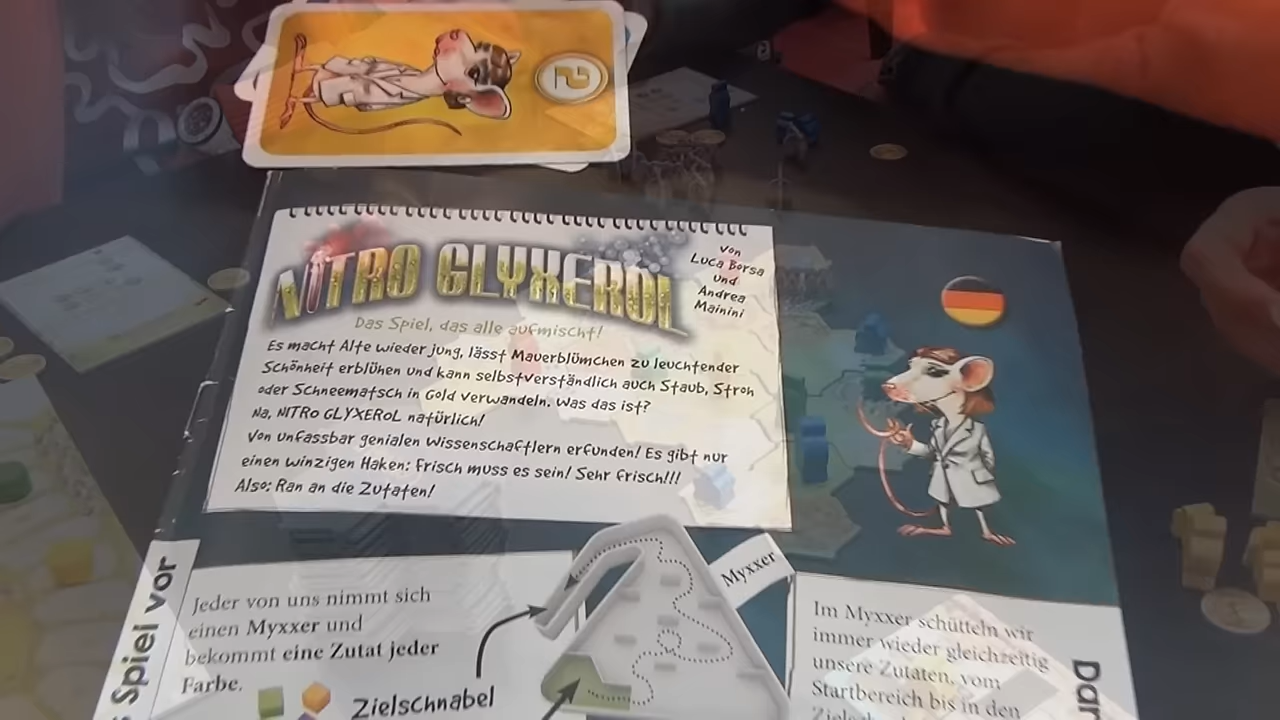 2
NITRO GLYXEROL
von
Luca Borsa
und
Andrea
Mainini
Das Spiel, das alle aufmischt!
Es macht Alte wieder jung, lässt Mauerblümchen zu leuchtender
Schönheit erblühen und kann selbstverständlich auch Staub, Stroh
oder Schneematsch in Gold verwandeln. Was das ist?
Na, NITRO GLYXEROL natürlich!
Von unfassbar genialen Wissenschaftlern erfunden! Es gibt nur
einen winzigen Haken: Frisch muss es sein! Sehr frisch!!!
Also: Ran an die Zutaten!
Spiel vor
Jeder von uns nimmt sich
einen Myxxer und
bekommt eine Zutat jeder
Farbe.
Zielschnabel
Myxxer
Im Myxxer schütteln wir
immer wieder gleichzeitig
unsere Zutaten, vom
Startbereich bis in den